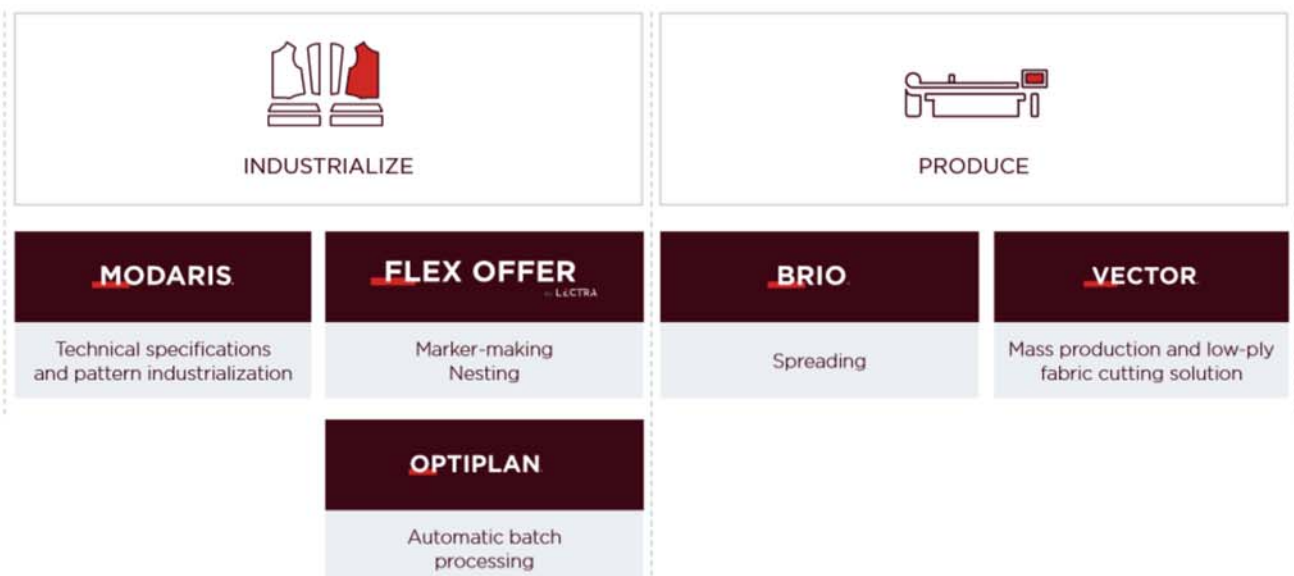 INDUSTRIALIZE
PRODUCE
MODARIS
FLEX OFFER
by LECTRA
BRIO
VECTOR
Technical specifications
and pattern industrialization
Marker-making
Nesting
Spreading
Mass production and low-ply
fabric cutting solution
OPTIPLAN
Automatic batch
processing